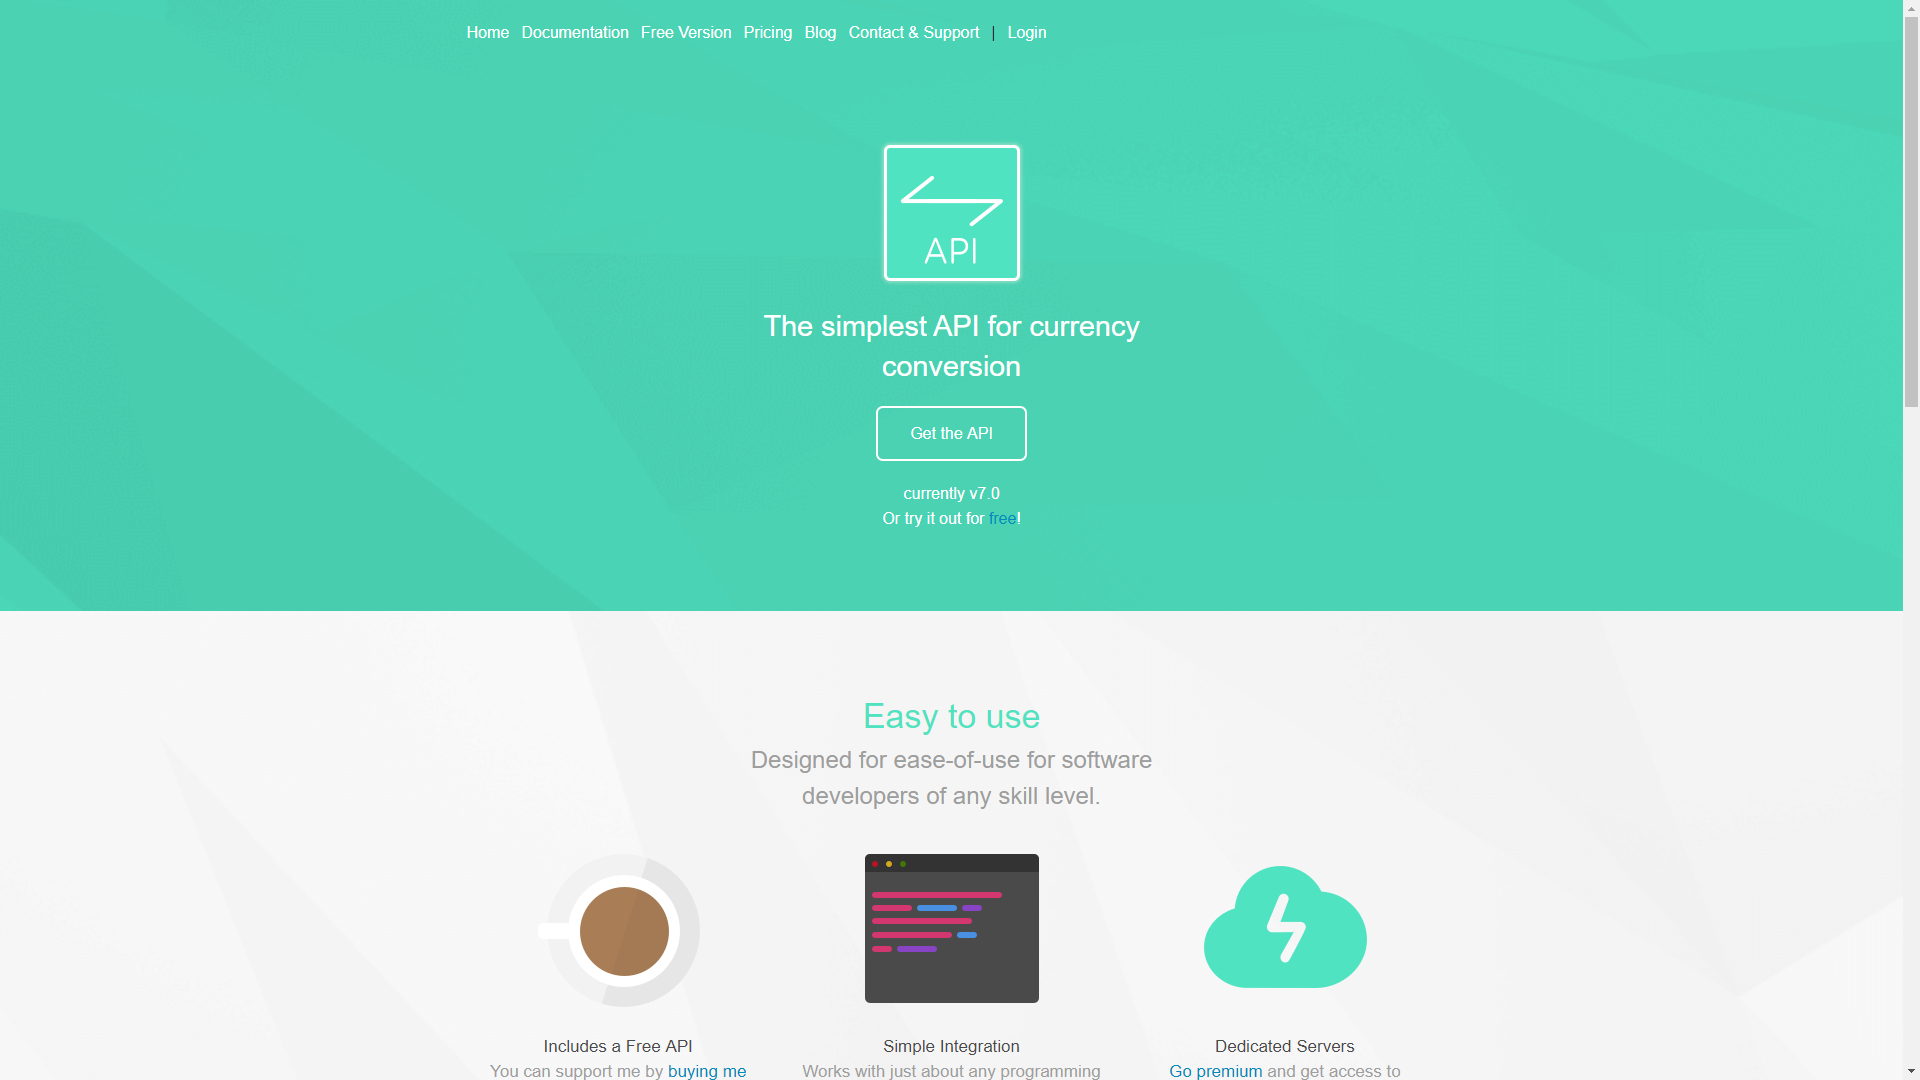 Home Documentation Free Version Pricing Blog Contact & Support | Login
API
The simplest API for currency
conversion
Get the API
currently v7.0
Or try it out for free!
Easy to use
Designed for ease-of-use for software
developers of any skill level.
Includes a Free API
You can support me by buying me
Simple Integration
Works with just about any programming
Dedicated Servers
Go premium and get access to